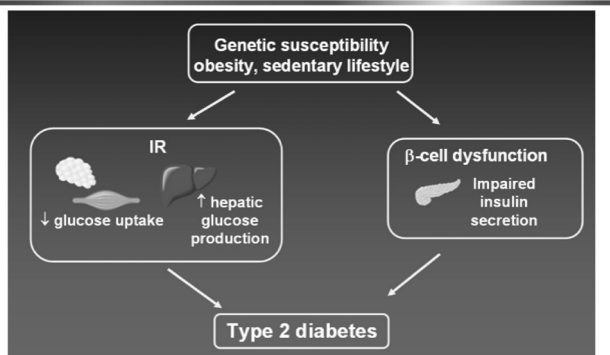 Genetic susceptibility
obesity, sedentary lifestyle
IR
↓ glucose uptake
↑ hepatic
glucose
production
β-cell dysfunction
Impaired
insulin
secretion
Type 2 diabetes